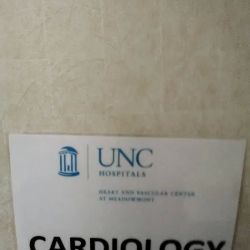 UNC
HOSPITALS
HEART AND VASCULAR CENTER
AT MEADOWMONT
CARDIOLOGY